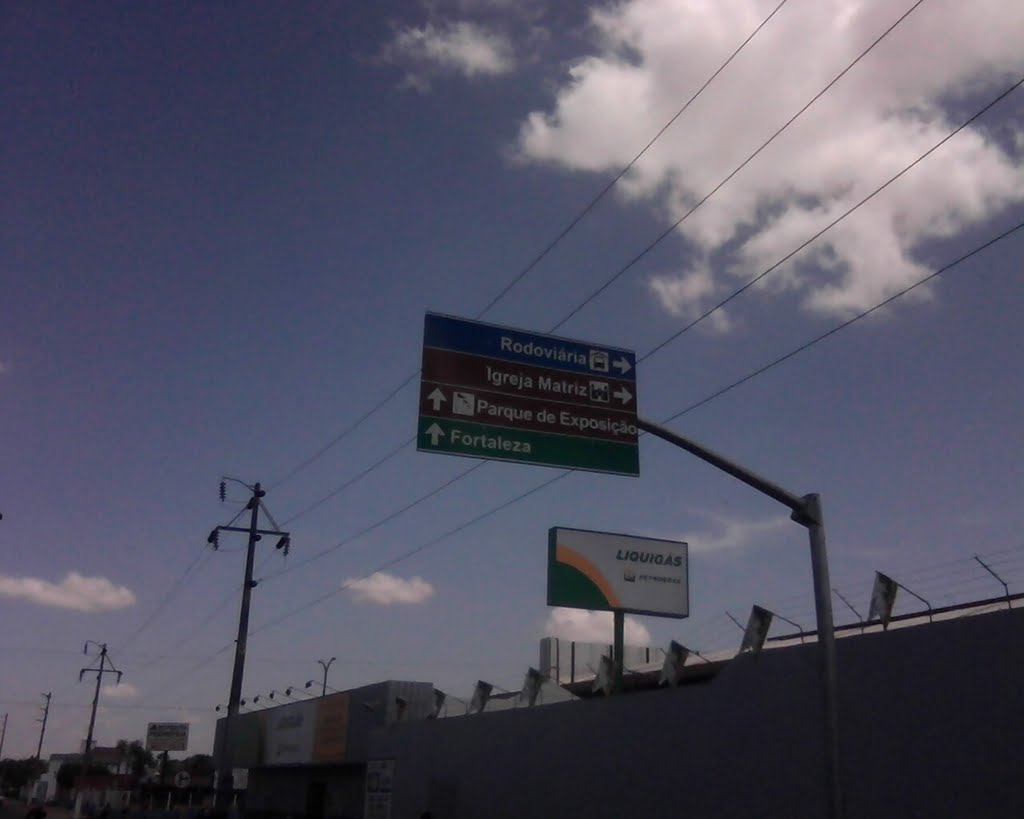 Rodoviária
Igreja Matriz
Parque de Exposição
Fortaleza
LIQUIGÁS
PETROBRAS